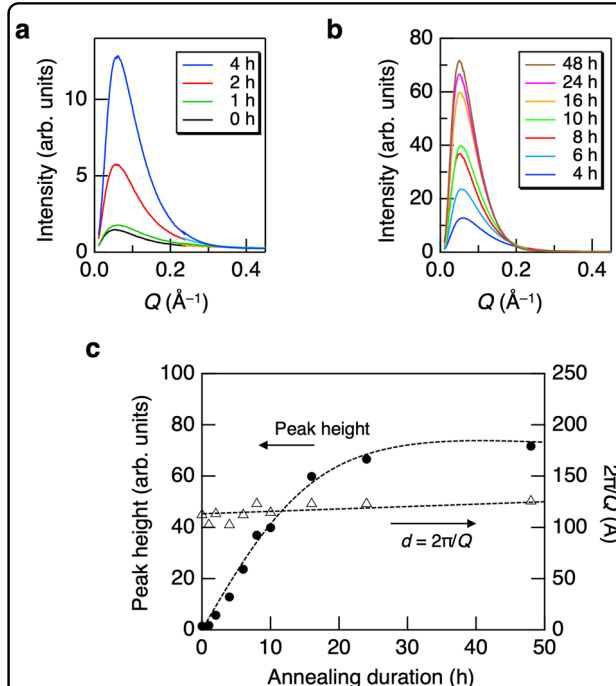 a
Intensity (arb. units)
10
5
0
0.0
0.2
0.4
Q (Å⁻¹)
4 h
2 h
1 h
0 h
b
Intensity (arb. units)
80
60
40
20
0
0.0
0.2
0.4
Q (Å⁻¹)
48 h
24 h
16 h
10 h
8 h
6 h
4 h
c
Peak height (arb. units)
100
80
60
40
20
0
Peak height
d = 2π/Q
250
200
150
100
50
0
2π/Q (Å)
0
10
20
30
40
50
Annealing duration (h)